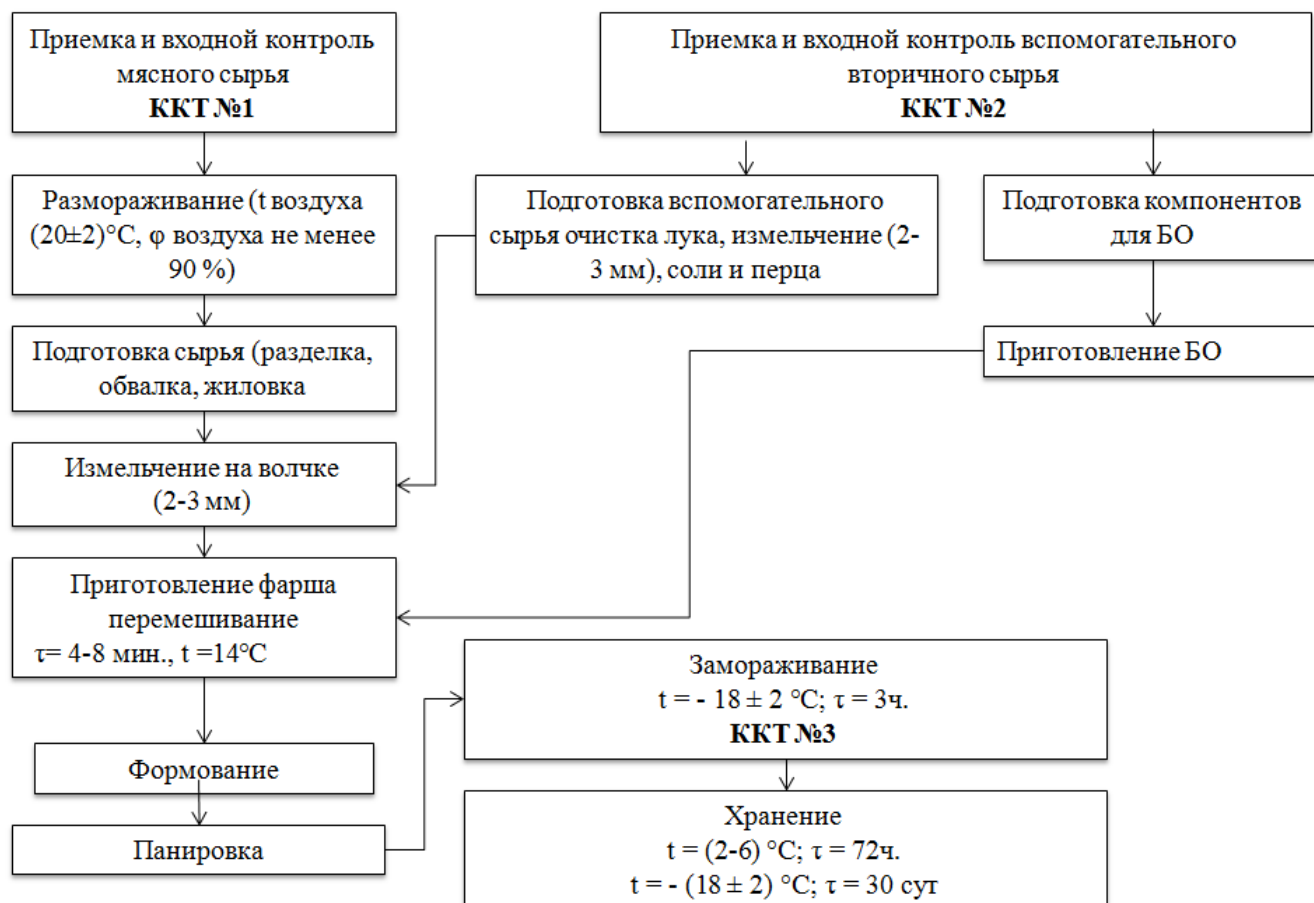 Приемка и входной контроль
мясного сырья
ККТ №1
Приемка и входной контроль вспомогательного
вторичного сырья
ККТ №2
Размораживание (t воздуха
(20±2)°С, φ воздуха не менее
90 %)
Подготовка вспомогательного
сырья очистка лука, измельчение (2-
3 мм), соли и перца
Подготовка компонентов
для БО
Подготовка сырья (разделка,
обвалка, жиловка
Приготовление БО
Измельчение на волчке
(2-3 мм)
Приготовление фарша
перемешивание
τ= 4-8 мин., t =14°С
Замораживание
t = - 18 ± 2 °С; τ = 3ч.
ККТ №3
Формование
Панировка
Хранение
t = (2-6) °С; τ = 72ч.
t = - (18 ± 2) °С; τ = 30 сут